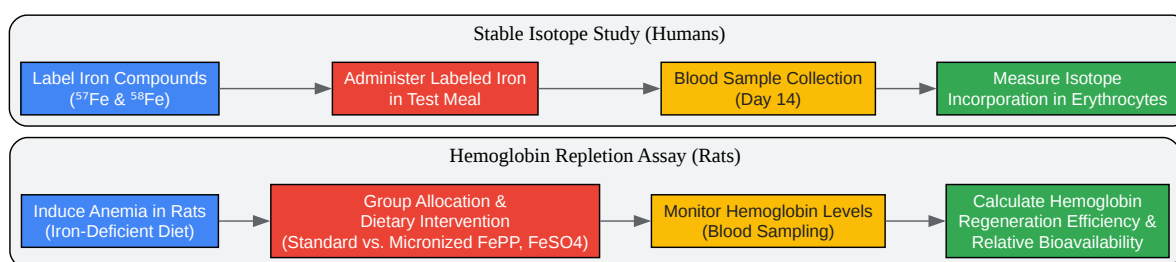 Stable Isotope Study (Humans)
Label Iron Compounds
(⁵⁷Fe & ⁵⁸Fe)
Administer Labeled Iron
in Test Meal
Blood Sample Collection
(Day 14)
Measure Isotope
Incorporation in Erythrocytes
Hemoglobin Repletion Assay (Rats)
Induce Anemia in Rats
(Iron-Deficient Diet)
Group Allocation &
Dietary Intervention
(Standard vs. Micronized FePP, FeSO4)
Monitor Hemoglobin Levels
(Blood Sampling)
Calculate Hemoglobin
Regeneration Efficiency &
Relative Bioavailability